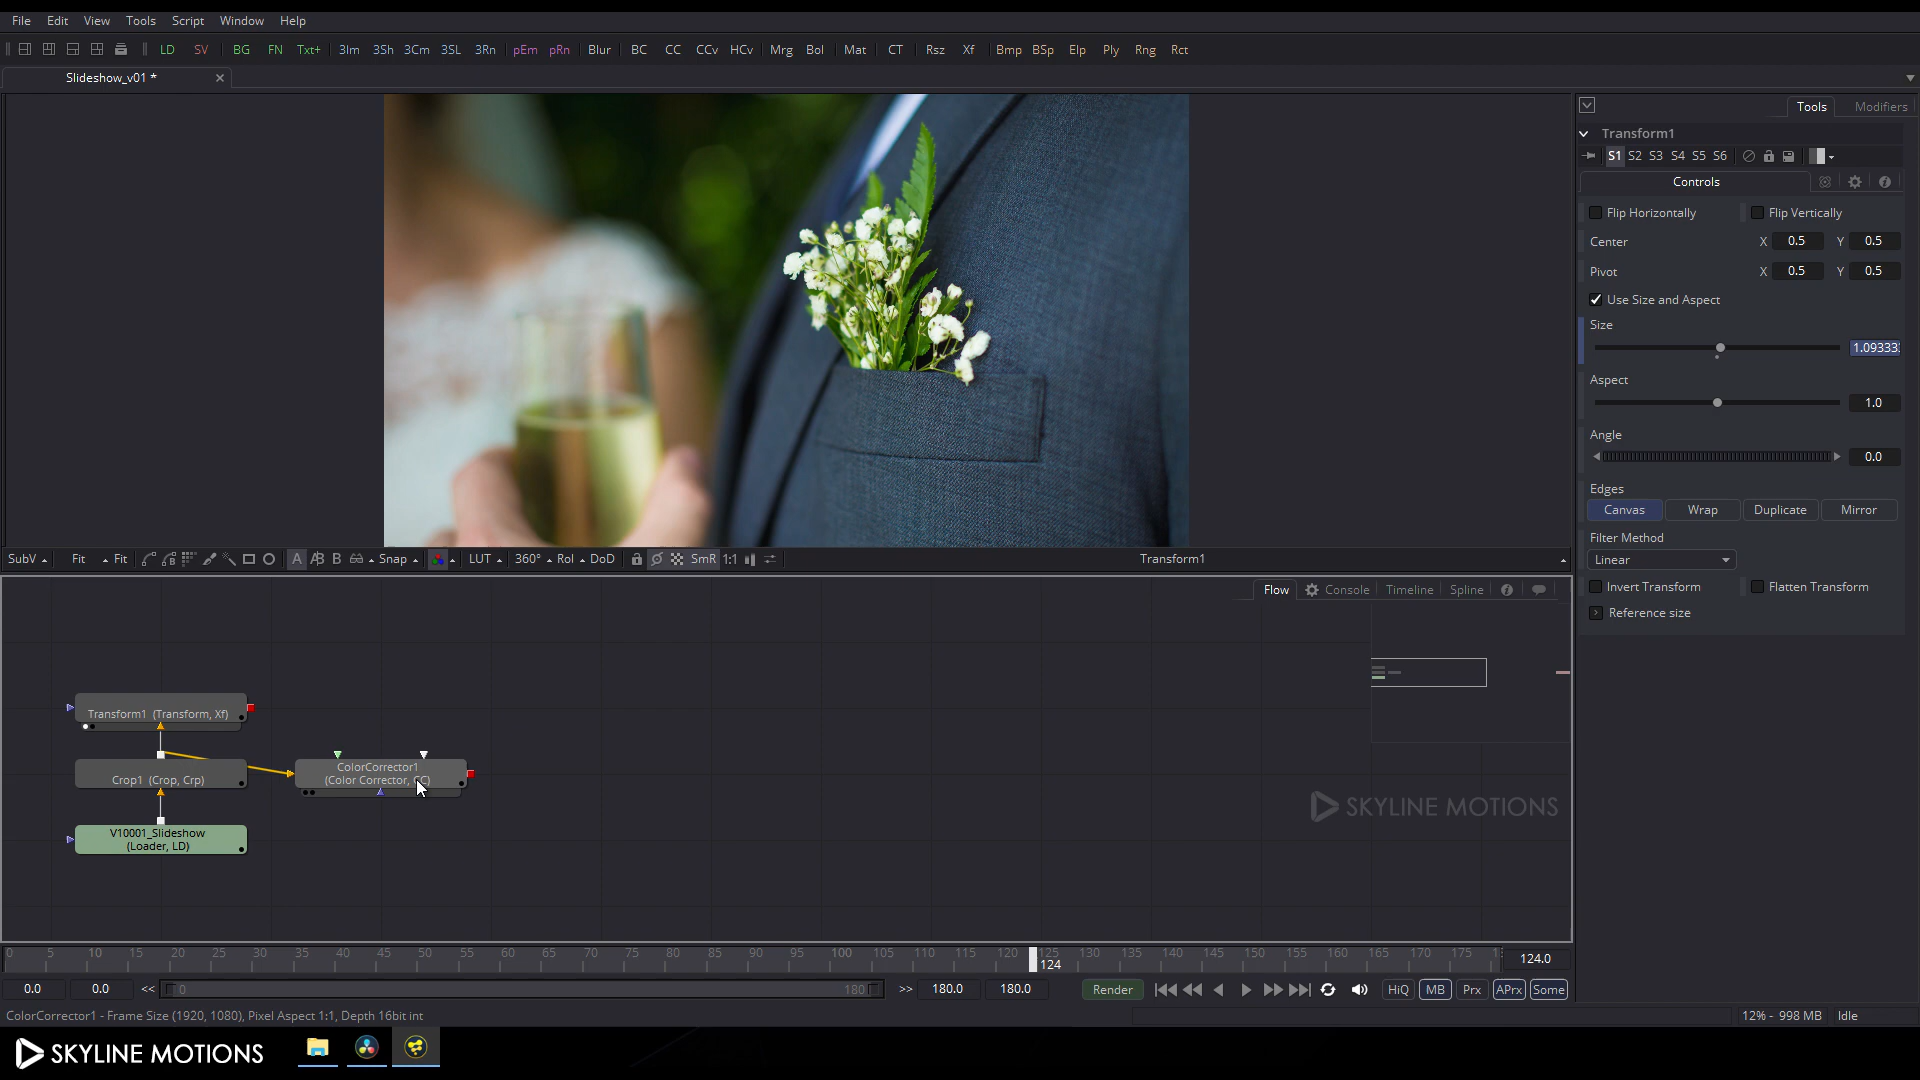 File Edit View Tools Script Window Help
LD SV BG FN Txt+ 3Im 3Sh 3Cm 3SL 3Rn pEm pRn Blur BC CC CCv HCv Mrg Bol Mat CT Rsz Xf Bmp BSp Elp Ply Rng Rct
Slideshow_v01 *
Tools Modifiers
Transform1
S1 S2 S3 S4 S5 S6
Controls
Flip Horizontally Flip Vertically
Center X 0.5 Y 0.5
Pivot X 0.5 Y 0.5
Use Size and Aspect
Size
1.09333
Aspect
1.0
Angle
0.0
Edges
Canvas Wrap Duplicate Mirror
Filter Method
Linear
Invert Transform Flatten Transform
Reference size
SubV Fit Fit A AB B Snap LUT 360° RoI DoD SmR 1:1 Transform1
Flow Console Timeline Spline
Transform1 (Transform, Xf)
Crop1 (Crop, Crp)
ColorCorrector1
(Color Corrector, CC)
V10001_Slideshow
(Loader, LD)
SKYLINE MOTIONS
0 5 10 15 20 25 30 35 40 45 50 55 60 65 70 75 80 85 90 95 100 105 110 115 120 125 130 135 140 145 150 155 160 165 170 175
124
124.0
0.0 0.0 << 0 180 >> 180.0 180.0 Render HiQ MB Prx APrx Some
ColorCorrector1 - Frame Size (1920, 1080), Pixel Aspect 1:1, Depth 16bit int
12% - 998 MB Idle
SKYLINE MOTIONS